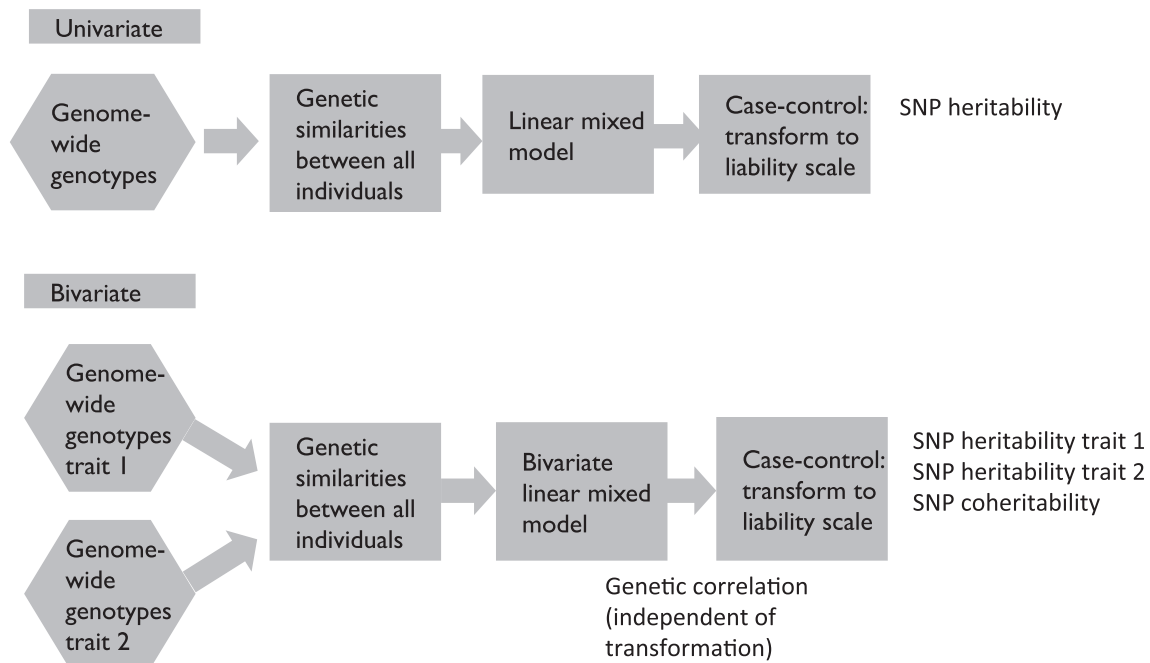 Univariate
Genome-
wide
genotypes
Genetic
similarities
between all
individuals
Linear mixed
model
Case-control:
transform to
liability scale
SNP heritability
Bivariate
Genome-
wide
genotypes
trait 1
Genome-
wide
genotypes
trait 2
Genetic
similarities
between all
individuals
Bivariate
linear mixed
model
Case-control:
transform to
liability scale
SNP heritability trait 1
SNP heritability trait 2
SNP coheritability
Genetic correlation
(independent of
transformation)